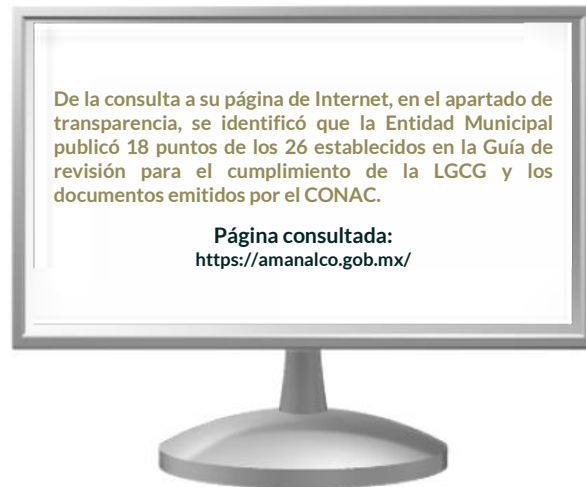 De la consulta a su página de Internet, en el apartado de
transparencia, se identificó que la Entidad Municipal
publicó 18 puntos de los 26 establecidos en la Guía de
revisión para el cumplimiento de la LGCG y los
documentos emitidos por el CONAC.
Página consultada:
https://amanalco.gob.mx/